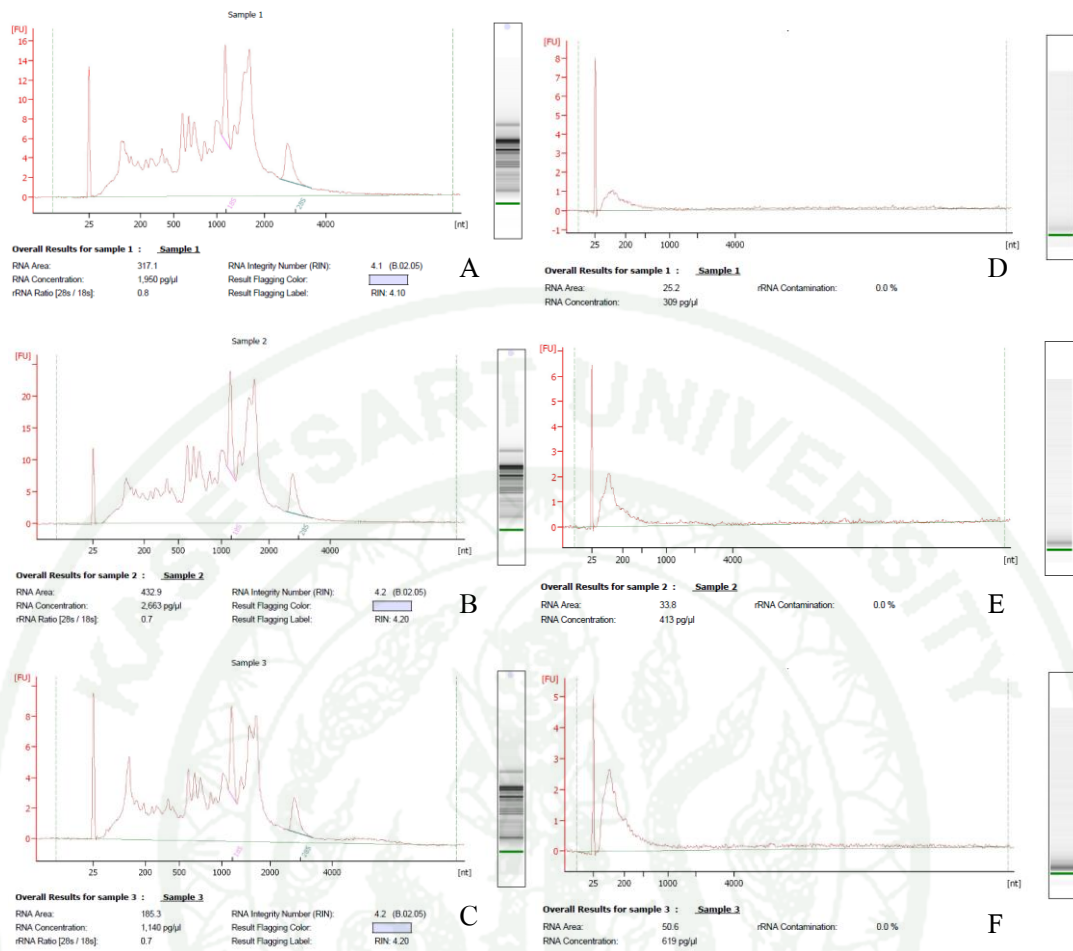 Sample 1
[FU]
16
14
12
10
8
6
4
2
0
25 200 500 1000 2000 4000 [nt]
18S 28S
Overall Results for sample 1 : Sample 1
RNA Area: 317.1 RNA Integrity Number (RIN): 4.1 (B.02.05)
RNA Concentration: 1,950 pg/µl Result Flagging Color:
rRNA Ratio [28s / 18s]: 0.8 Result Flagging Label: RIN: 4.10
A
[FU]
8
7
6
5
4
3
2
1
0
-1
25 200 1000 4000 [nt]
Overall Results for sample 1 : Sample 1
RNA Area: 25.2 rRNA Contamination: 0.0 %
RNA Concentration: 309 pg/µl
D
Sample 2
[FU]
20
15
10
5
0
25 200 500 1000 2000 4000 [nt]
18S 28S
Overall Results for sample 2 : Sample 2
RNA Area: 432.9 RNA Integrity Number (RIN): 4.2 (B.02.05)
RNA Concentration: 2,663 pg/µl Result Flagging Color:
rRNA Ratio [28s / 18s]: 0.7 Result Flagging Label: RIN: 4.20
B
[FU]
6
5
4
3
2
1
0
25 200 1000 4000 [nt]
Overall Results for sample 2 : Sample 2
RNA Area: 33.8 rRNA Contamination: 0.0 %
RNA Concentration: 413 pg/µl
E
Sample 3
[FU]
8
6
4
2
0
25 200 500 1000 2000 4000 [nt]
18S 28S
Overall Results for sample 3 : Sample 3
RNA Area: 185.3 RNA Integrity Number (RIN): 4.2 (B.02.05)
RNA Concentration: 1,140 pg/µl Result Flagging Color:
rRNA Ratio [28s / 18s]: 0.7 Result Flagging Label: RIN: 4.20
C
[FU]
5
4
3
2
1
0
25 200 1000 4000 [nt]
Overall Results for sample 3 : Sample 3
RNA Area: 50.6 rRNA Contamination: 0.0 %
RNA Concentration: 619 pg/µl
F
KASETSART UNIVERSITY